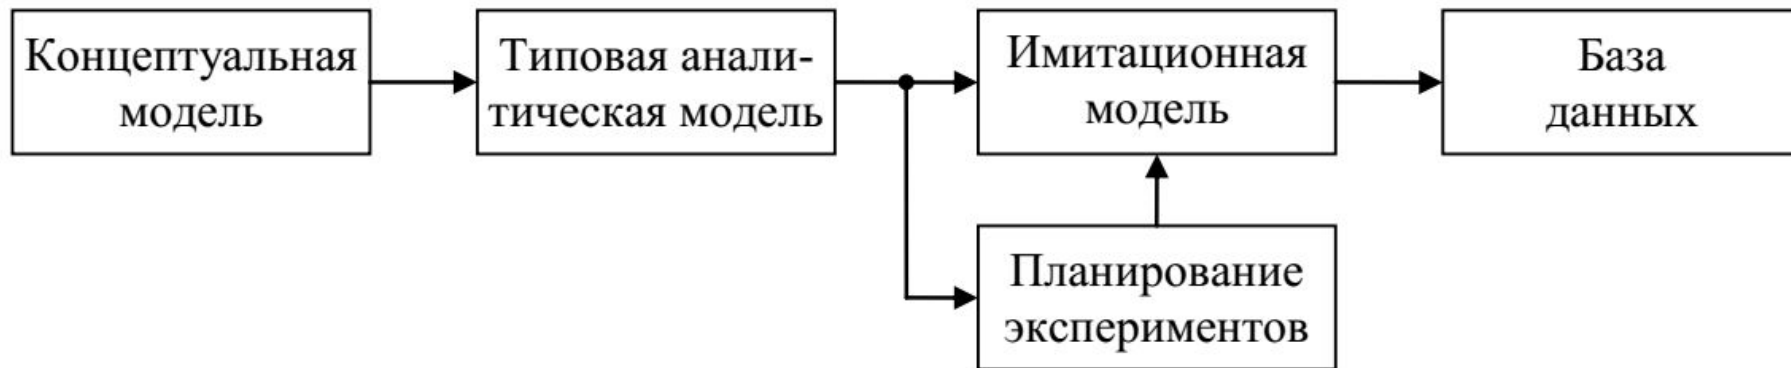 Концептуальная
модель
Типовая анали-
тическая модель
Имитационная
модель
База
данных
Планирование
экспериментов